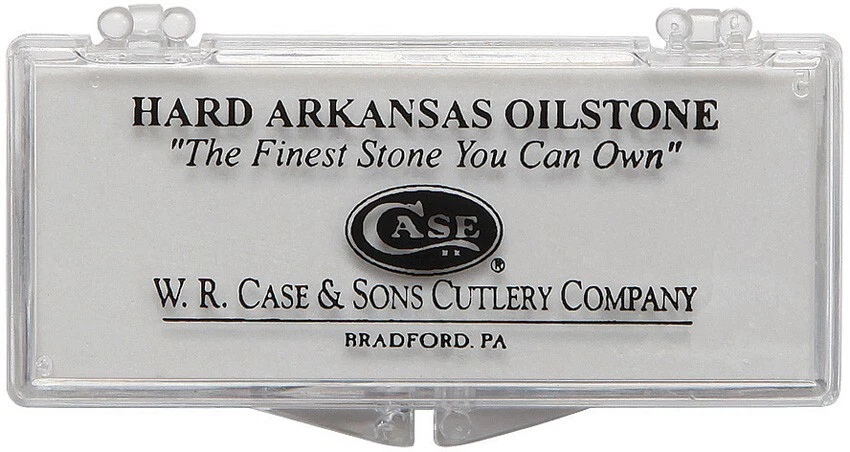 HARD ARKANSAS OILSTONE
"The Finest Stone You Can Own"
CASE
®
W. R. CASE & SONS CUTLERY COMPANY
BRADFORD, PA